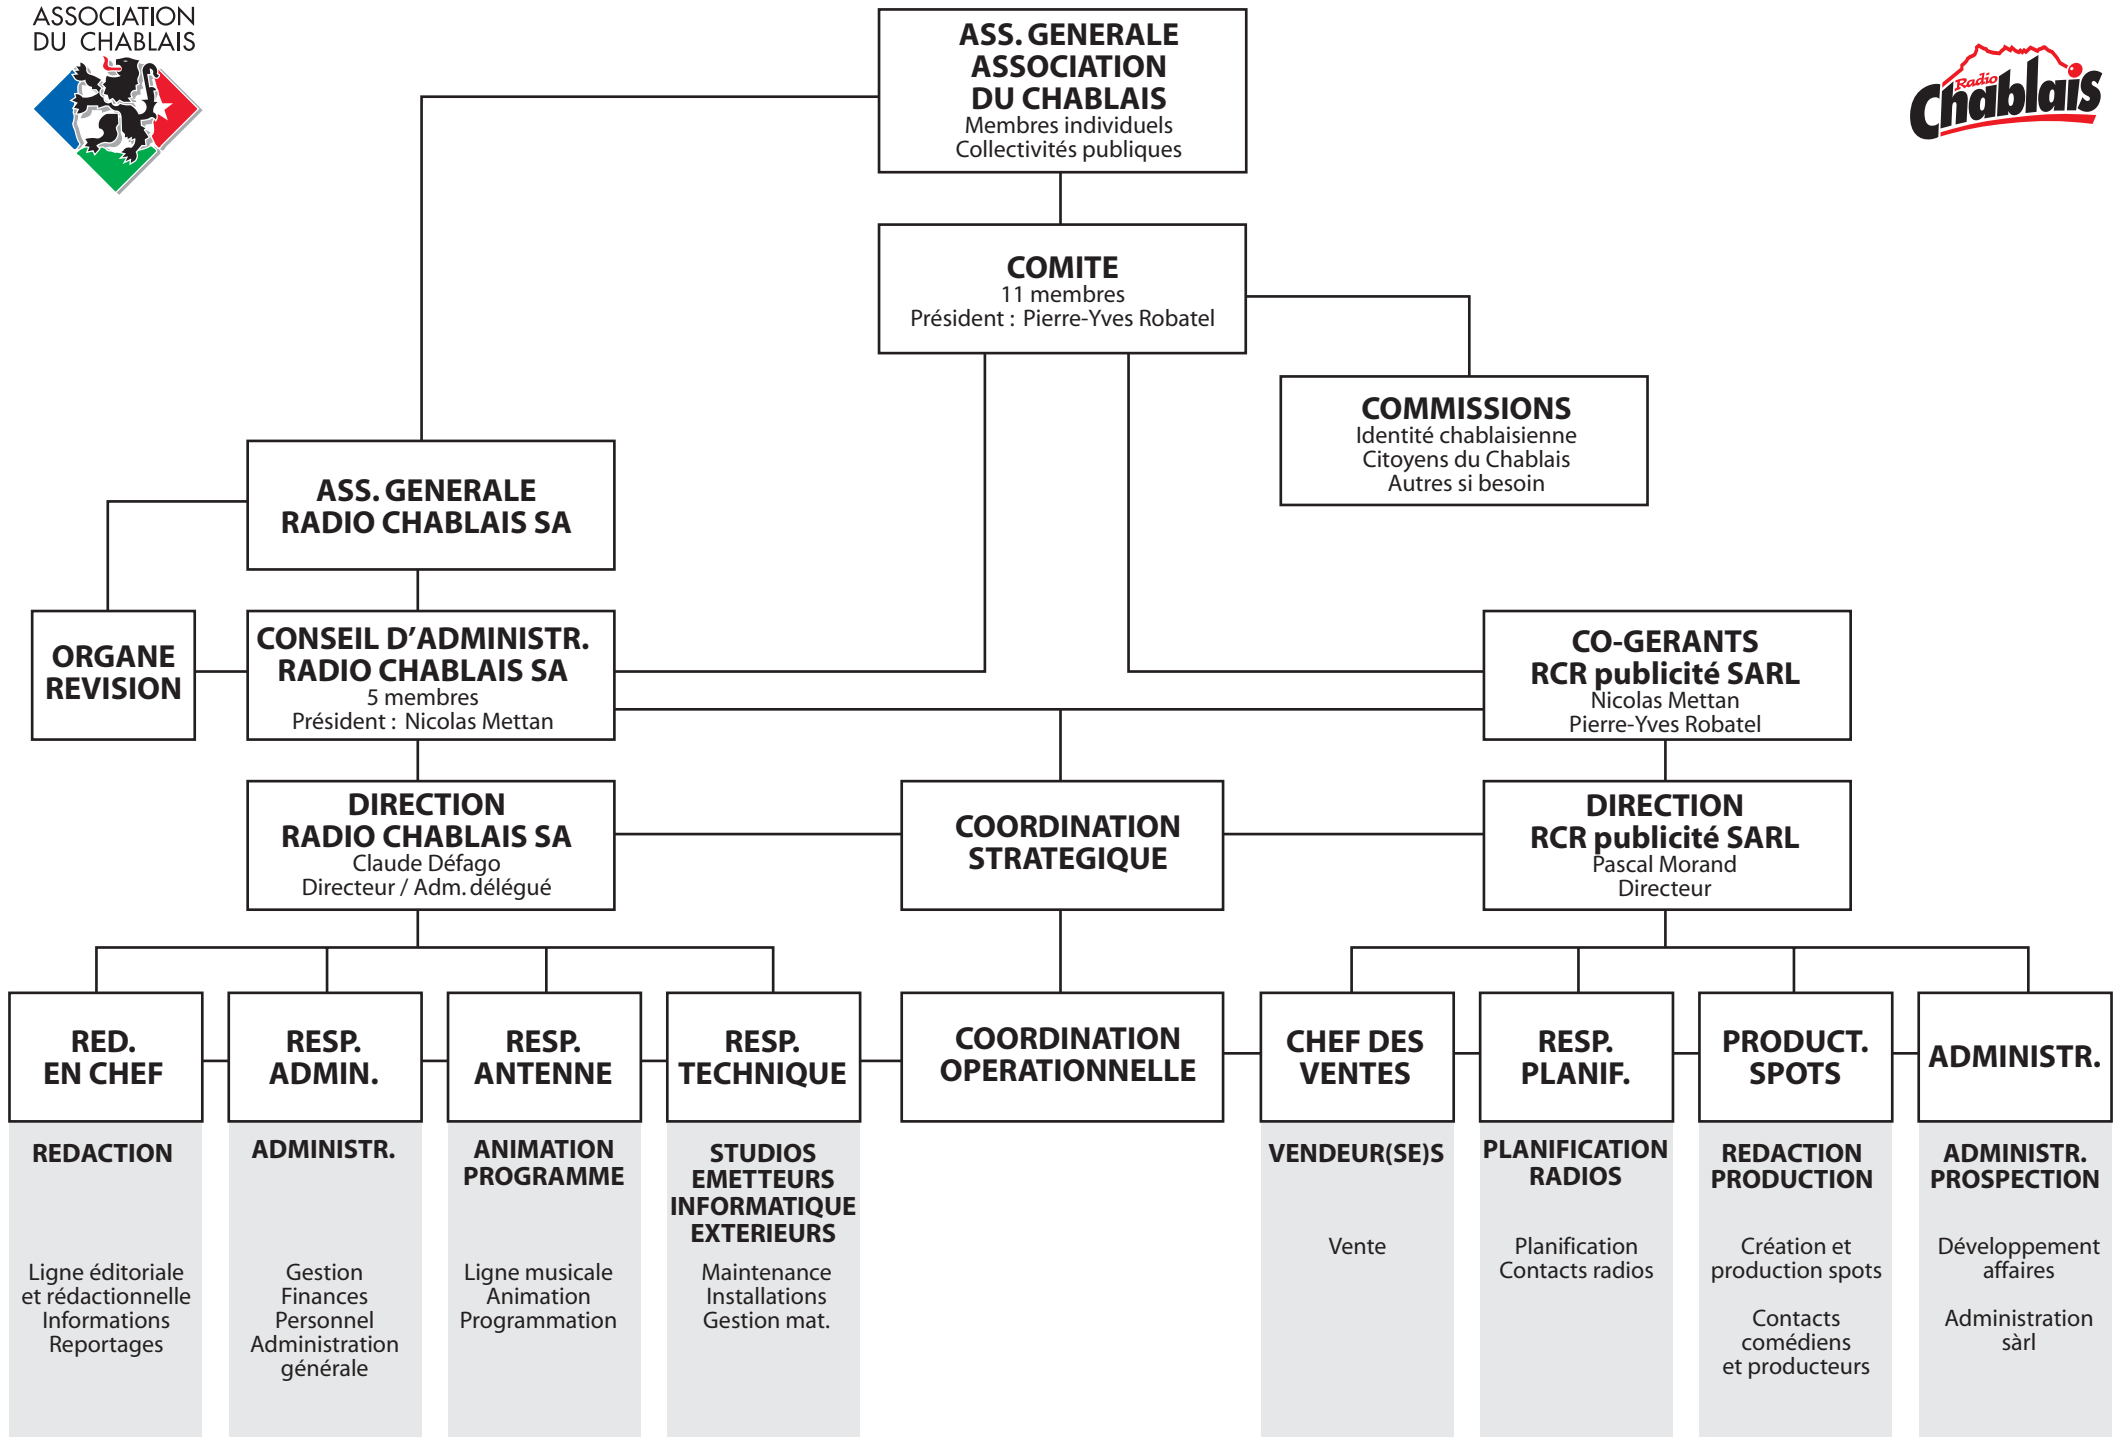 ASSOCIATION
DU CHABLAIS
Radio
Chablais
ASS. GENERALE
ASSOCIATION
DU CHABLAIS
Membres individuels
Collectivités publiques
COMITE
11 membres
Président : Pierre-Yves Robatel
COMMISSIONS
Identité chablaisienne
Citoyens du Chablais
Autres si besoin
ASS. GENERALE
RADIO CHABLAIS SA
ORGANE
REVISION
CONSEIL D’ADMINISTR.
RADIO CHABLAIS SA
5 membres
Président : Nicolas Mettan
CO-GERANTS
RCR publicité SARL
Nicolas Mettan
Pierre-Yves Robatel
DIRECTION
RADIO CHABLAIS SA
Claude Défago
Directeur / Adm. délégué
COORDINATION
STRATEGIQUE
DIRECTION
RCR publicité SARL
Pascal Morand
Directeur
RED.
EN CHEF
RESP.
ADMIN.
RESP.
ANTENNE
RESP.
TECHNIQUE
COORDINATION
OPERATIONNELLE
CHEF DES
VENTES
RESP.
PLANIF.
PRODUCT.
SPOTS
ADMINISTR.
REDACTION
Ligne éditoriale
et rédactionnelle
Informations
Reportages
ADMINISTR.
Gestion
Finances
Personnel
Administration
générale
ANIMATION
PROGRAMME
Ligne musicale
Animation
Programmation
STUDIOS
EMETTEURS
INFORMATIQUE
EXTERIEURS
Maintenance
Installations
Gestion mat.
VENDEUR(SE)S
Vente
PLANIFICATION
RADIOS
Planification
Contacts radios
REDACTION
PRODUCTION
Création et
production spots
Contacts
comédiens
et producteurs
ADMINISTR.
PROSPECTION
Développement
affaires
Administration
sàrl